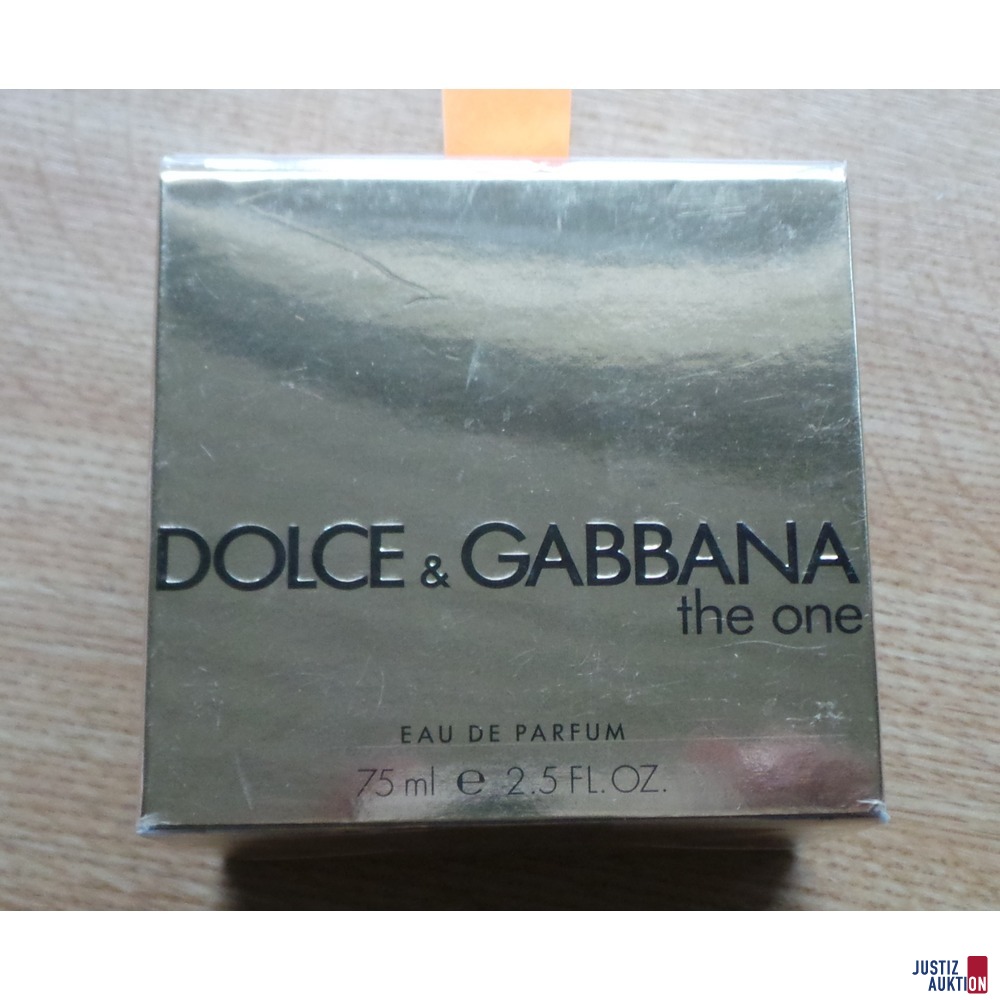 DOLCE & GABBANA
the one
EAU DE PARFUM
75 ml e 2.5 FL. OZ.
JUSTIZ
AUKTION